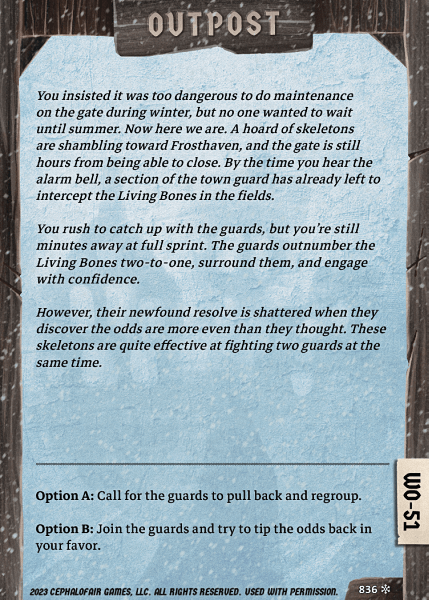 OUTPOST
You insisted it was too dangerous to do maintenance
on the gate during winter, but no one wanted to wait
until summer. Now here we are. A hoard of skeletons
are shambling toward Frosthaven, and the gate is still
hours from being able to close. By the time you hear the
alarm bell, a section of the town guard has already left to
intercept the Living Bones in the fields.
You rush to catch up with the guards, but you're still
minutes away at full sprint. The guards outnumber the
Living Bones two-to-one, surround them, and engage
with confidence.
However, their newfound resolve is shattered when they
discover the odds are more even than they thought. These
skeletons are quite effective at fighting two guards at the
same time.
Option A: Call for the guards to pull back and regroup.
Option B: Join the guards and try to tip the odds back in
your favor.
WO-51
2023 CEPHALOFAIR GAMES, LLC. ALL RIGHTS RESERVED. USED WITH PERMISSION.
836